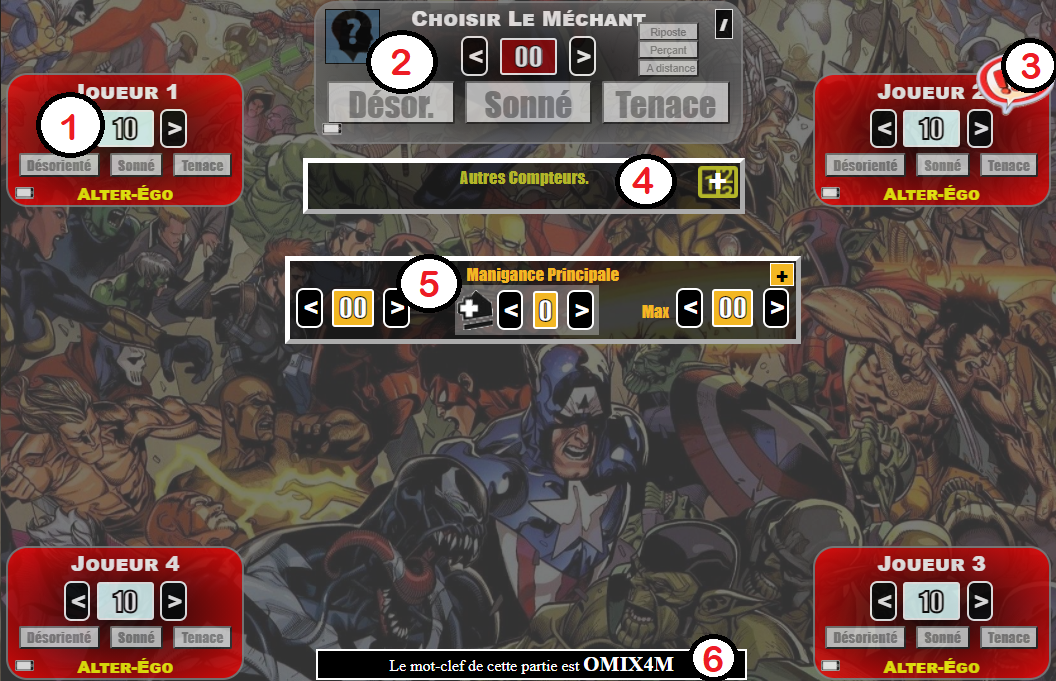 Choisir Le Méchant
?
/
< 00 >
Riposte
Perçant
A distance
2
Désor. Sonné Tenace
Joueur 1
1
10 >
Désorienté Sonné Tenace
Alter-Égo
Joueur 2
3
< 10 >
Désorienté Sonné Tenace
Alter-Égo
Autres Compteurs.
4
+
5
Manigance Principale
+
< 00 >
+ < 0 >
Max < 00 >
Joueur 4
< 10 >
Désorienté Sonné Tenace
Alter-Égo
Joueur 3
< 10 >
Désorienté Sonné Tenace
Alter-Égo
Le mot-clef de cette partie est OMIX4M
6